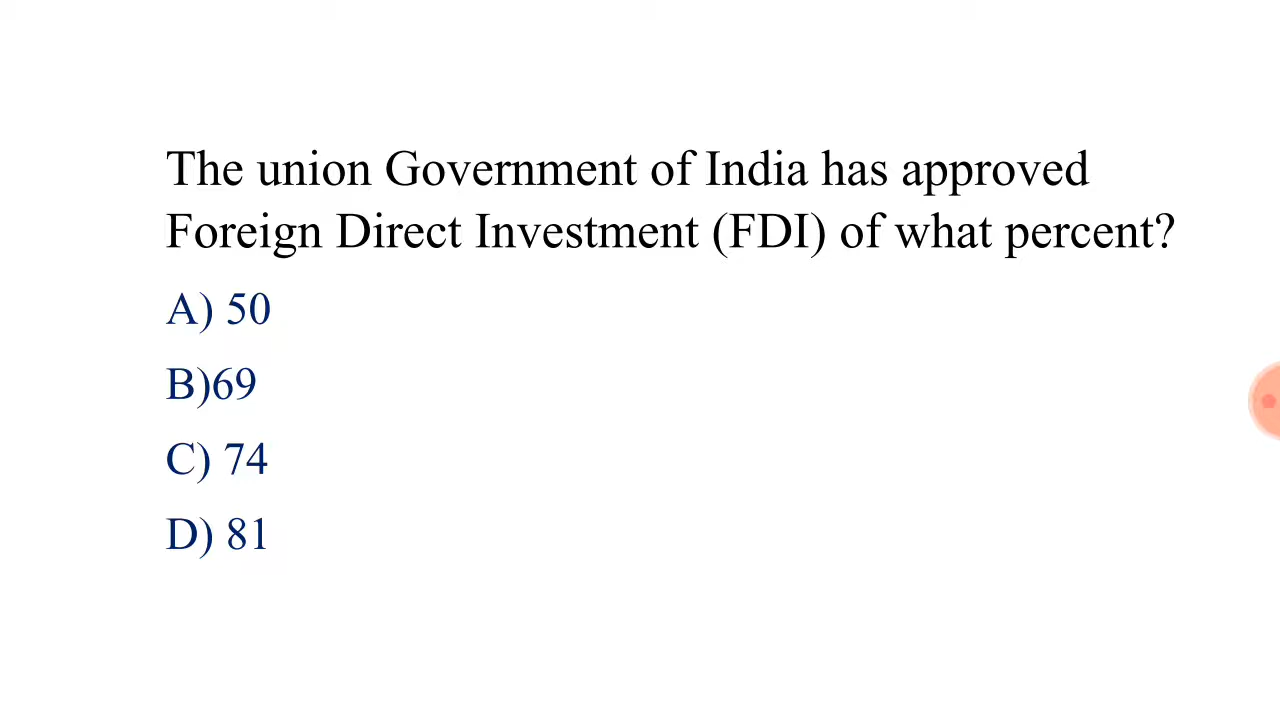 The union Government of India has approved
Foreign Direct Investment (FDI) of what percent?
A) 50
B)69
C) 74
D) 81